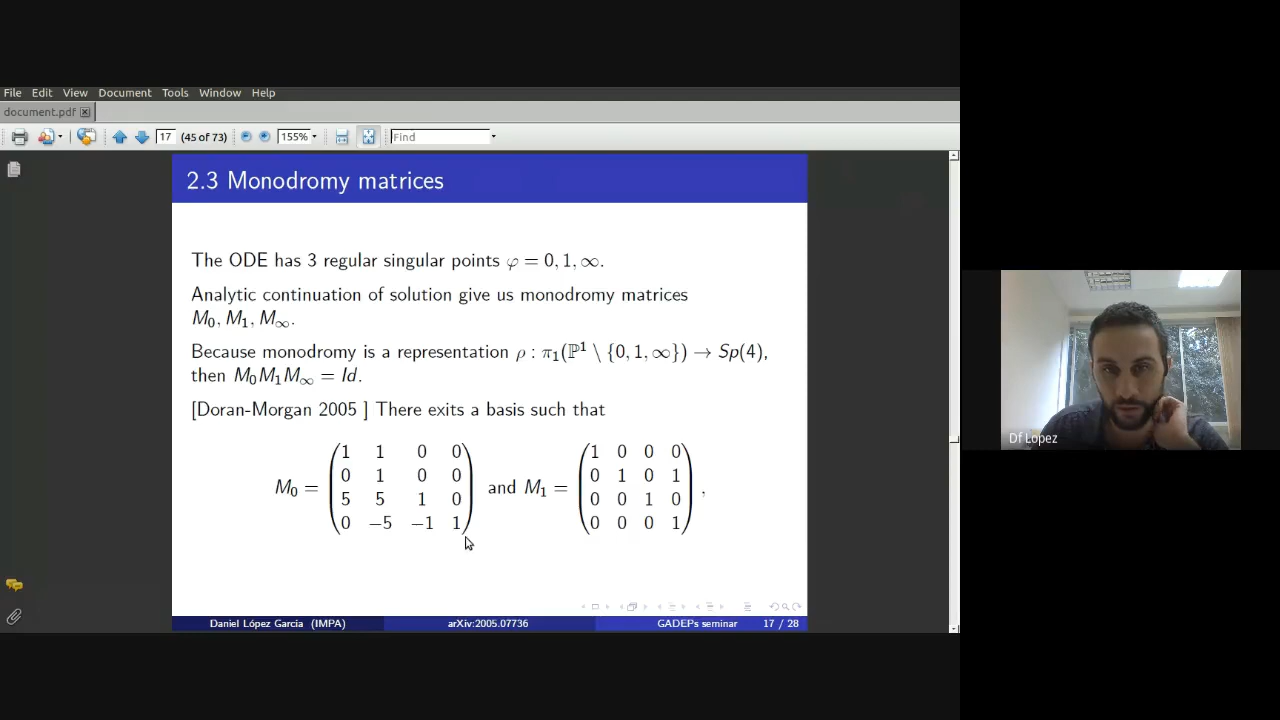 File Edit View Document Tools Window Help
document.pdf
17 (45 of 73) 155% Find
2.3 Monodromy matrices
The ODE has 3 regular singular points φ = 0, 1, ∞.
Analytic continuation of solution give us monodromy matrices
M₀, M₁, M∞.
Because monodromy is a representation ρ : π₁(ℙ¹ \ {0, 1, ∞}) → Sp(4),
then M₀M₁M∞ = Id.
[Doran-Morgan 2005 ] There exits a basis such that
1 1 0 0 1 0 0 0
0 1 0 0 0 1 0 1
M₀ = and M₁ = ,
5 5 1 0 0 0 1 0
0 −5 −1 1 0 0 0 1
Daniel López Garcia (IMPA) arXiv:2005.07736 GADEPs seminar 17 / 28
Df Lopez